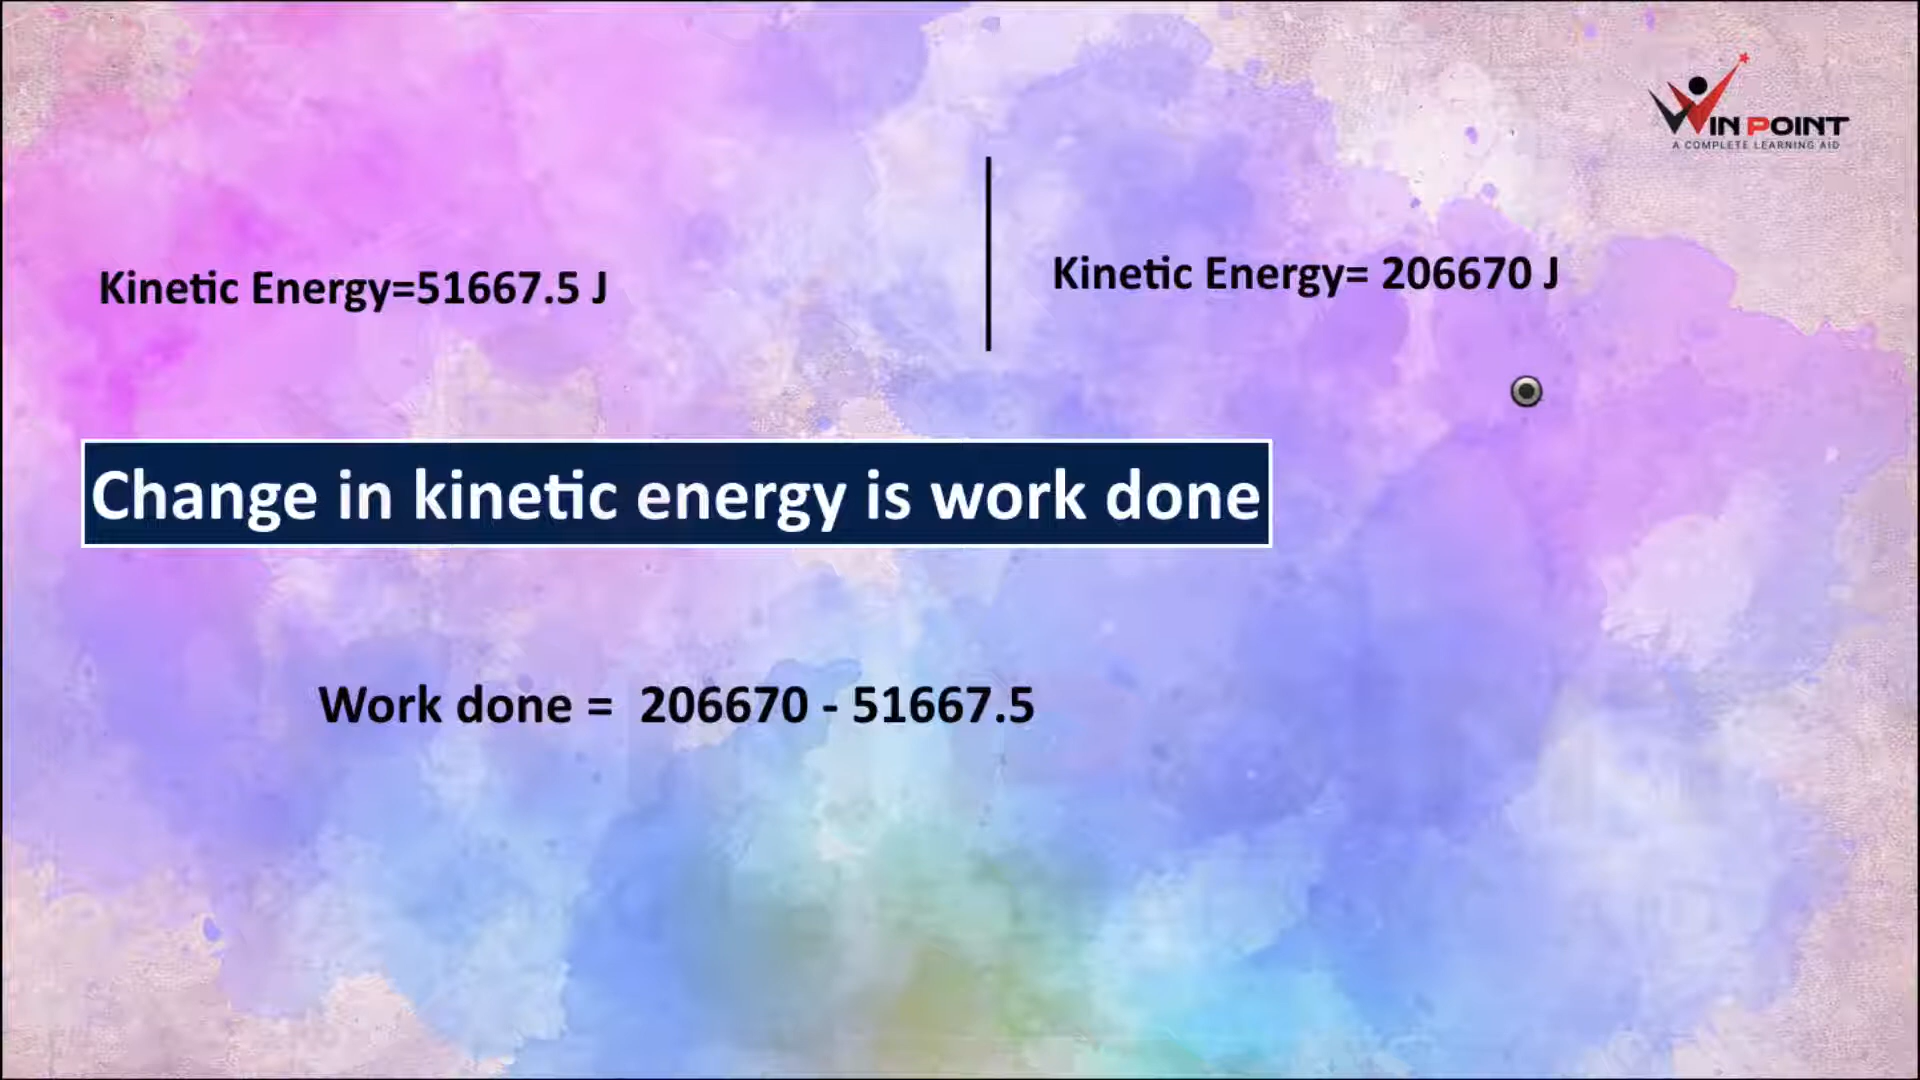 WIN POINT
A COMPLETE LEARNING AID
Kinetic Energy=51667.5 J
Kinetic Energy= 206670 J
Change in kinetic energy is work done
Work done = 206670 - 51667.5